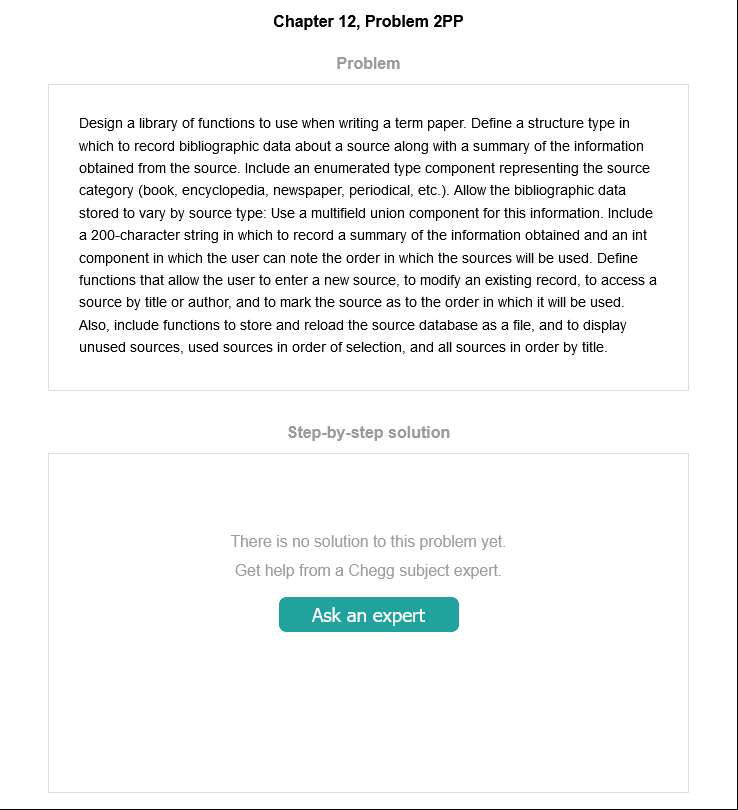 Chapter 12, Problem 2PP
Problem
Design a library of functions to use when writing a term paper. Define a structure type in
which to record bibliographic data about a source along with a summary of the information
obtained from the source. Include an enumerated type component representing the source
category (book, encyclopedia, newspaper, periodical, etc.). Allow the bibliographic data
stored to vary by source type: Use a multifield union component for this information. Include
a 200-character string in which to record a summary of the information obtained and an int
component in which the user can note the order in which the sources will be used. Define
functions that allow the user to enter a new source, to modify an existing record, to access a
source by title or author, and to mark the source as to the order in which it will be used.
Also, include functions to store and reload the source database as a file, and to display
unused sources, used sources in order of selection, and all sources in order by title.
Step-by-step solution
There is no solution to this problem yet.
Get help from a Chegg subject expert.
Ask an expert